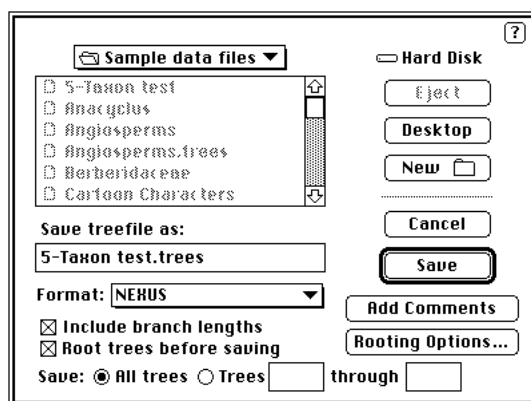 ?
Sample data files
Hard Disk
5-Taxon test
Anacyclus
Angiosperms
Angiosperms.trees
Berberidaceae
Cartoon Characters
Eject
Desktop
New
Cancel
Save
Save treefile as:
5-Taxon test.trees
Format: NEXUS
Add Comments
Include branch lengths
Root trees before saving
Rooting Options...
Save: All trees Trees through